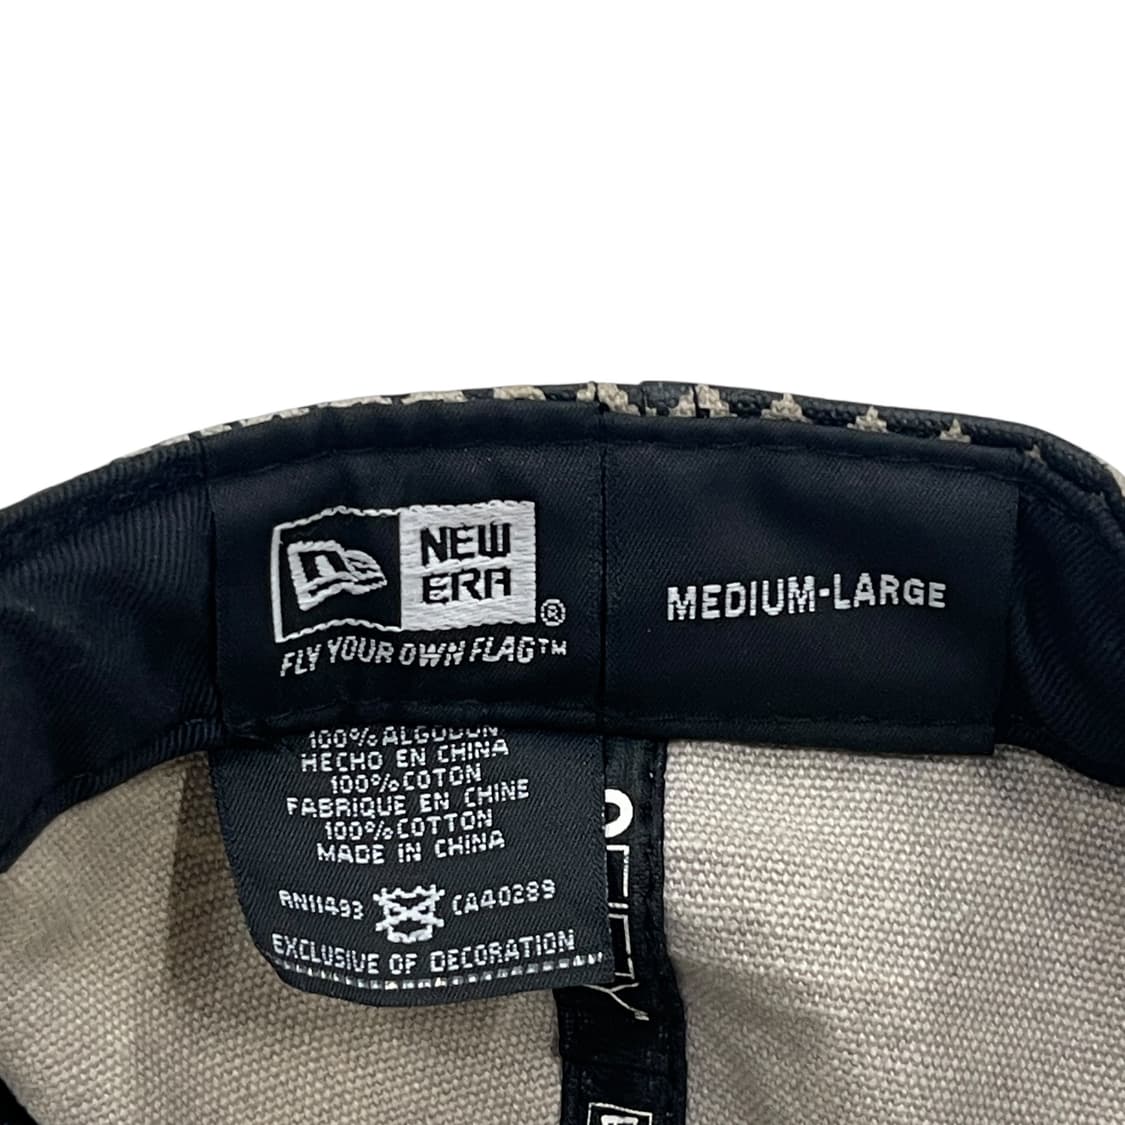 NEW
ERA
®
FLY YOUR OWN FLAG™
MEDIUM-LARGE
100% ALGODON
HECHO EN CHINA
100% COTON
FABRIQUE EN CHINE
100% COTTON
MADE IN CHINA
RN11493 CA40289
EXCLUSIVE OF DECORATION